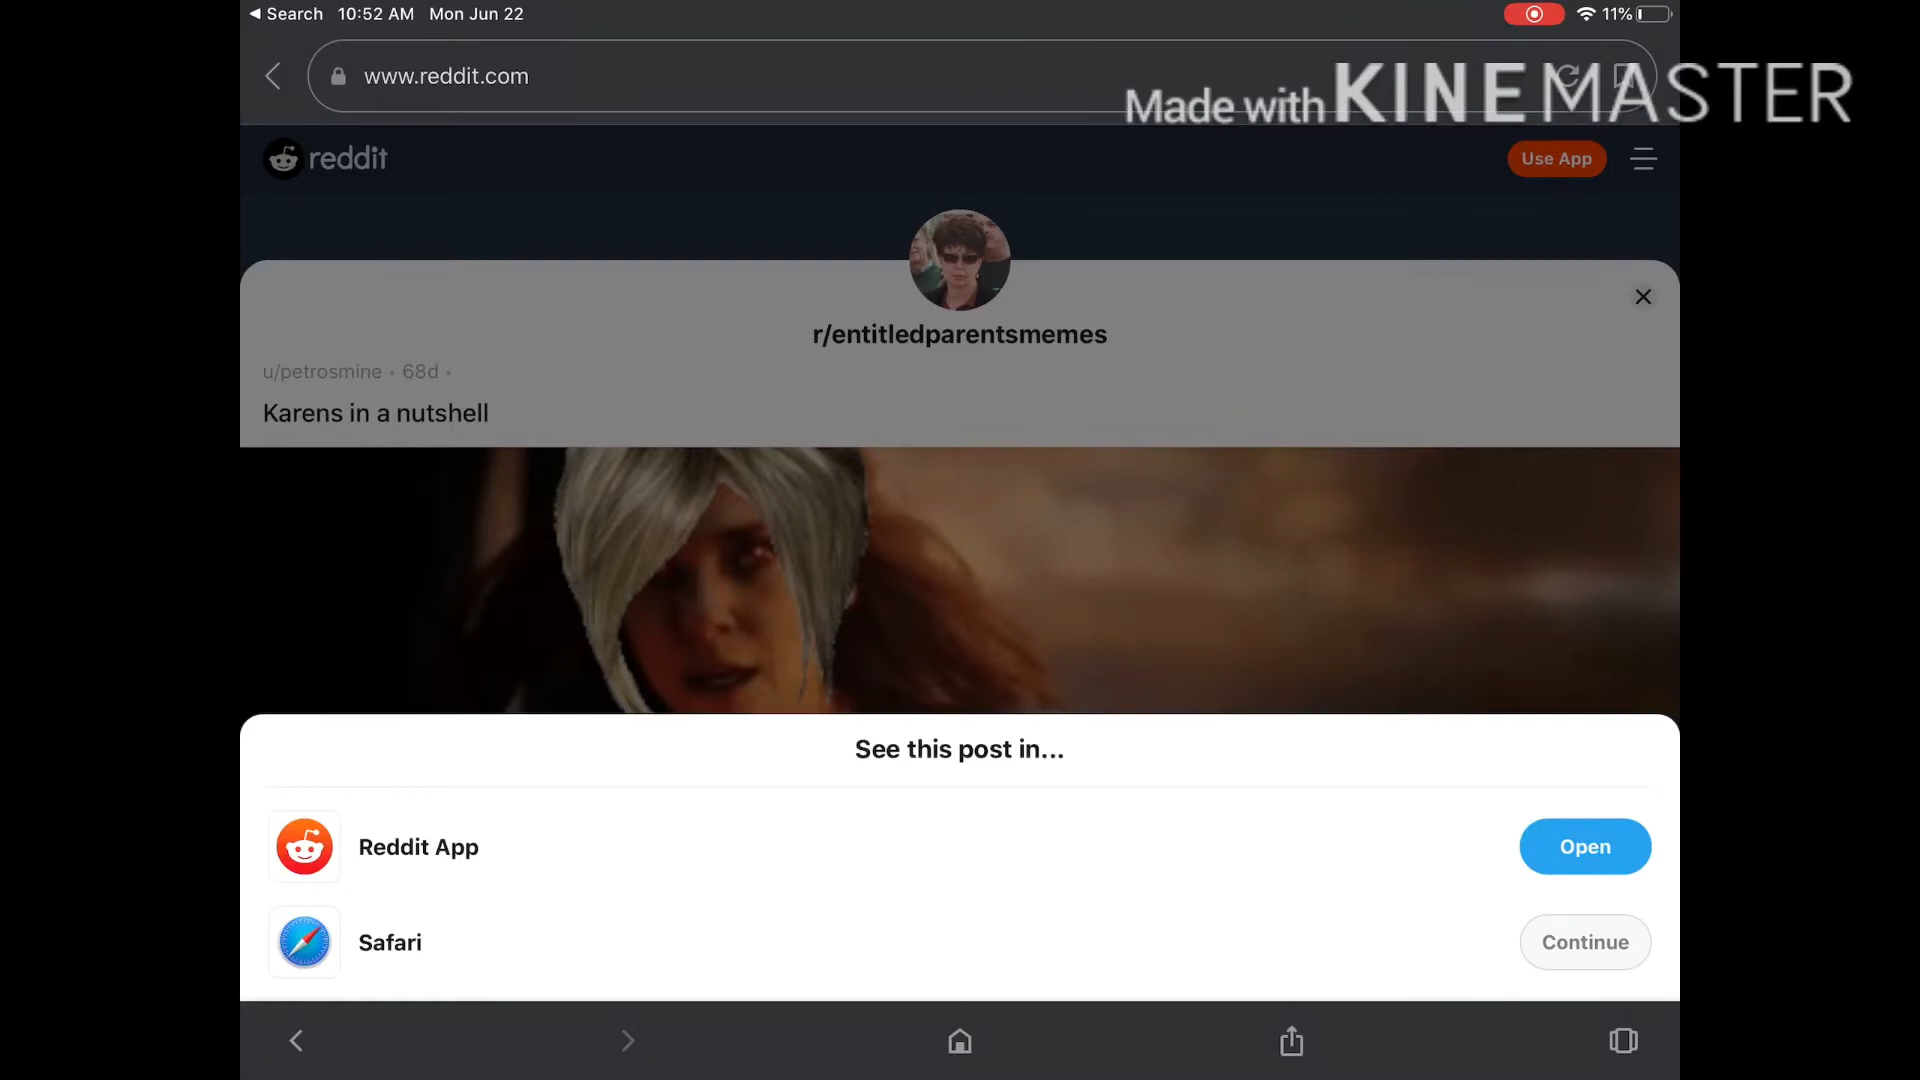 Search 10:52 AM Mon Jun 22
11%
www.reddit.com
Made with KINEMASTER
reddit
Use App
r/entitledparentsmemes
u/petrosmine • 68d •
Karens in a nutshell
See this post in...
Reddit App
Open
Safari
Continue